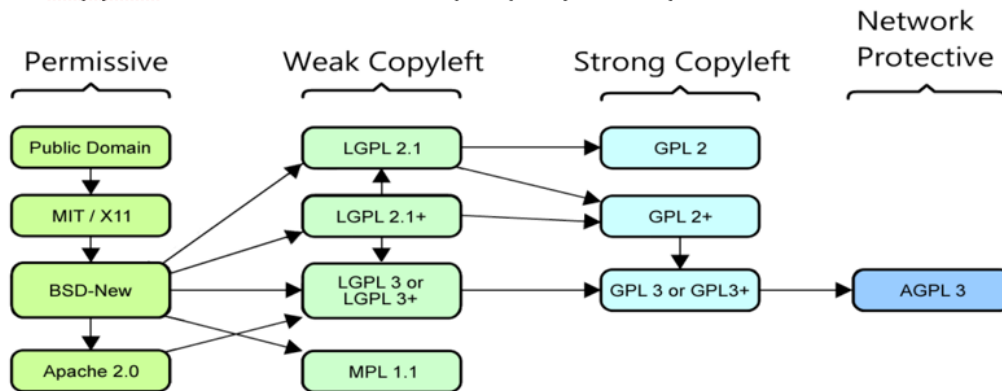 Network
Permissive
Weak Copyleft
Strong Copyleft
Protective
Public Domain
LGPL 2.1
GPL 2
MIT / X11
LGPL 2.1+
GPL 2+
BSD-New
LGPL 3 or
LGPL 3+
GPL 3 or GPL3+
AGPL 3
Apache 2.0
MPL 1.1